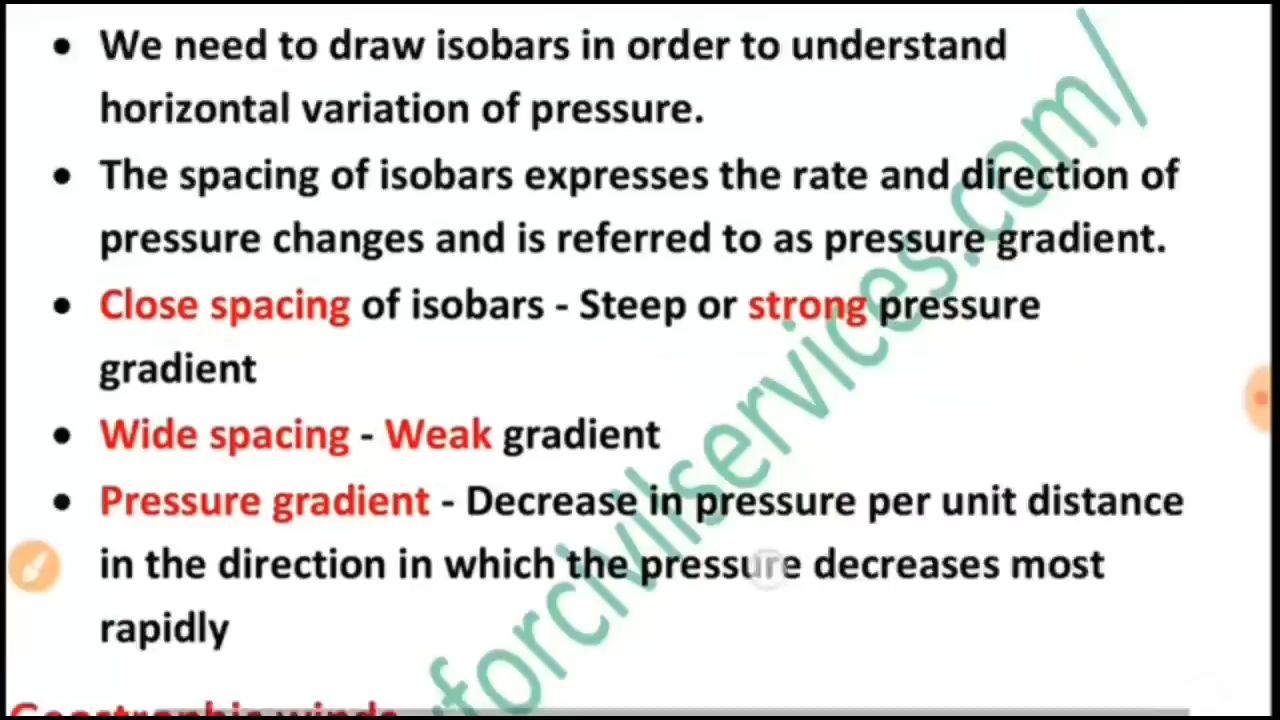 • We need to draw isobars in order to understand
horizontal variation of pressure.
• The spacing of isobars expresses the rate and direction of
pressure changes and is referred to as pressure gradient.
• Close spacing of isobars - Steep or strong pressure
gradient
• Wide spacing - Weak gradient
• Pressure gradient - Decrease in pressure per unit distance
in the direction in which the pressure decreases most
rapidly
Geostrophic winds
forcivilservices.com/